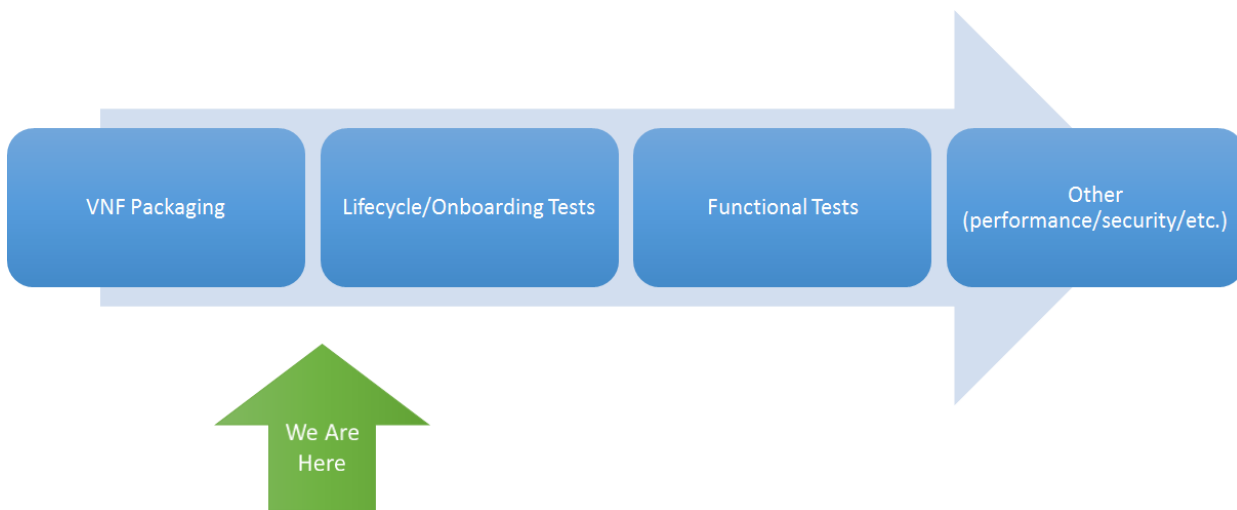 VNF Packaging
Lifecycle/Onboarding Tests
Functional Tests
Other
(performance/security/etc.)
We Are
Here